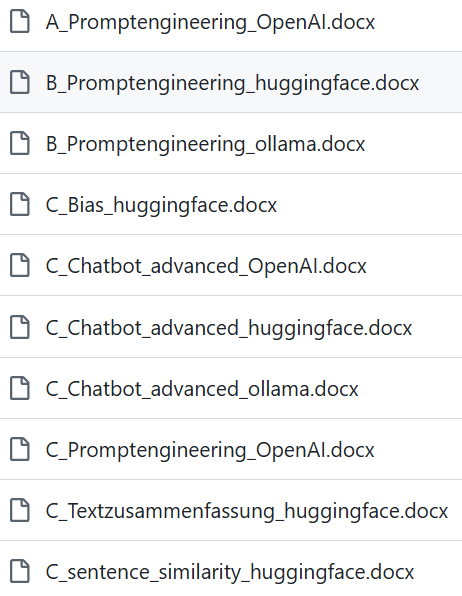 A_Promptengineering_OpenAI.docx
B_Promptengineering_huggingface.docx
B_Promptengineering_ollama.docx
C_Bias_huggingface.docx
C_Chatbot_advanced_OpenAI.docx
C_Chatbot_advanced_huggingface.docx
C_Chatbot_advanced_ollama.docx
C_Promptengineering_OpenAI.docx
C_Textzusammenfassung_huggingface.docx
C_sentence_similarity_huggingface.docx